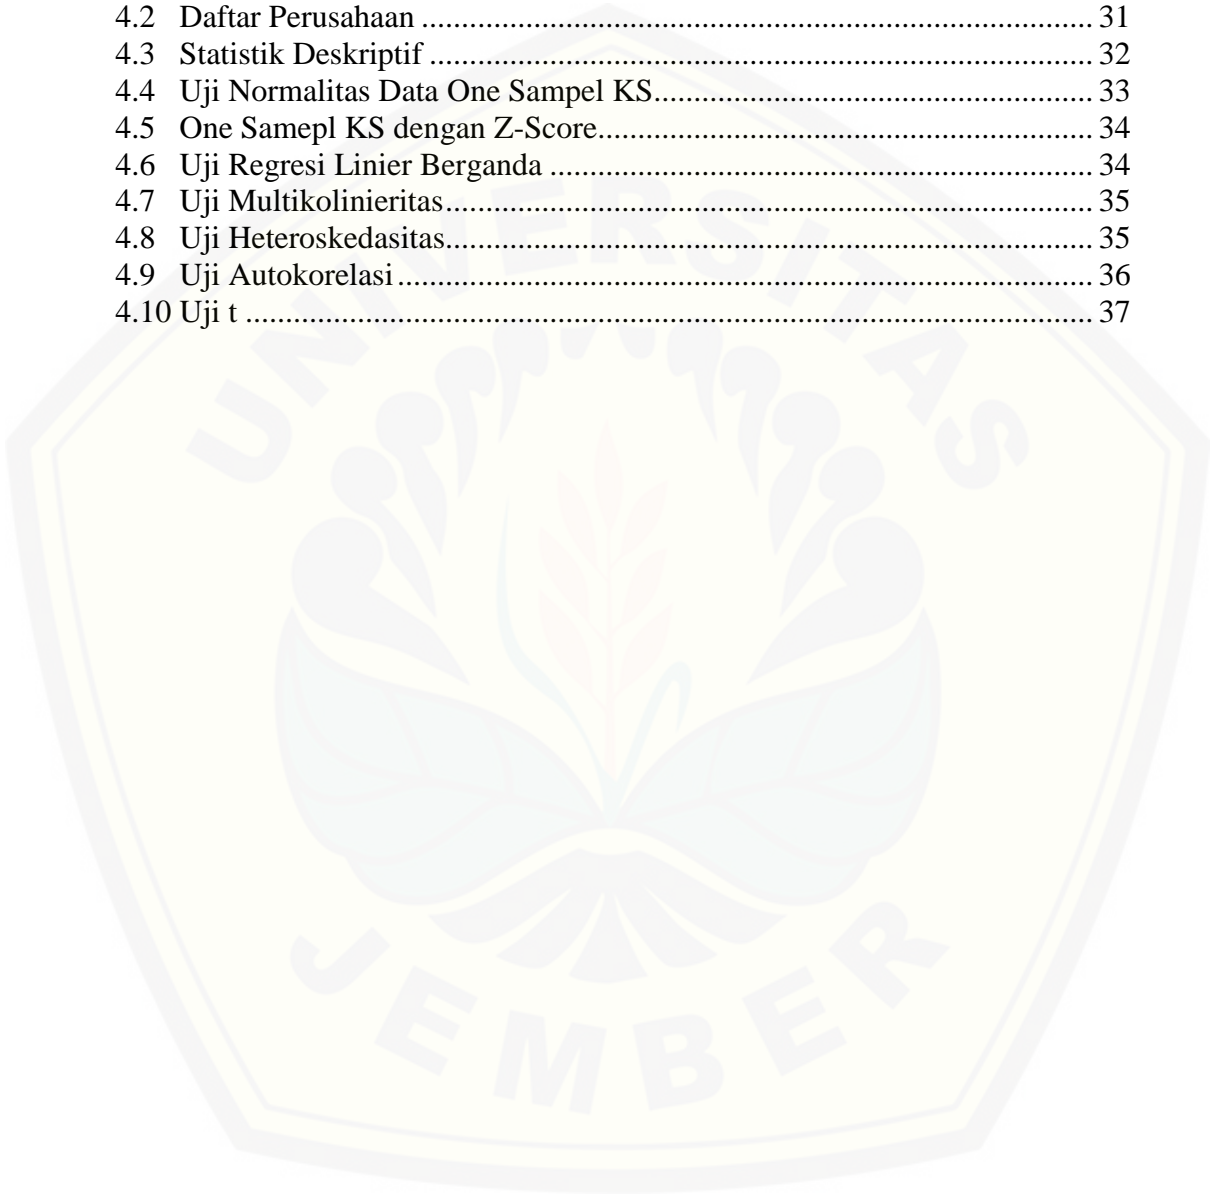 4.2 Daftar Perusahaan ........................................................................................ 31
4.3 Statistik Deskriptif ....................................................................................... 32
4.4 Uji Normalitas Data One Sampel KS......................................................... 33
4.5 One Samepl KS dengan Z-Score................................................................ 34
4.6 Uji Regresi Linier Berganda ....................................................................... 34
4.7 Uji Multikolinieritas..................................................................................... 35
4.8 Uji Heteroskedasitas..................................................................................... 35
4.9 Uji Autokorelasi ........................................................................................... 36
4.10 Uji t ............................................................................................................. 37
UNIVERSITAS
JEMBER